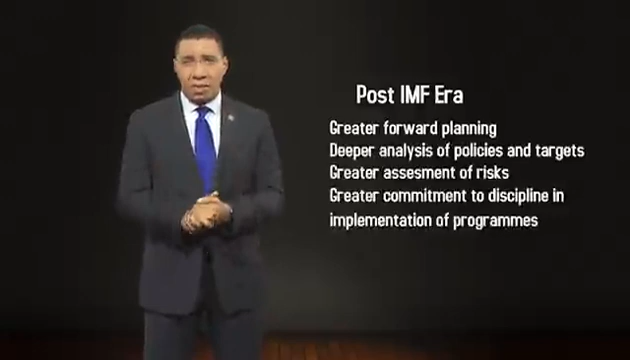 Post IMF Era
Greater forward planning
Deeper analysis of policies and targets
Greater assesment of risks
Greater commitment to discipline in
implementation of programmes